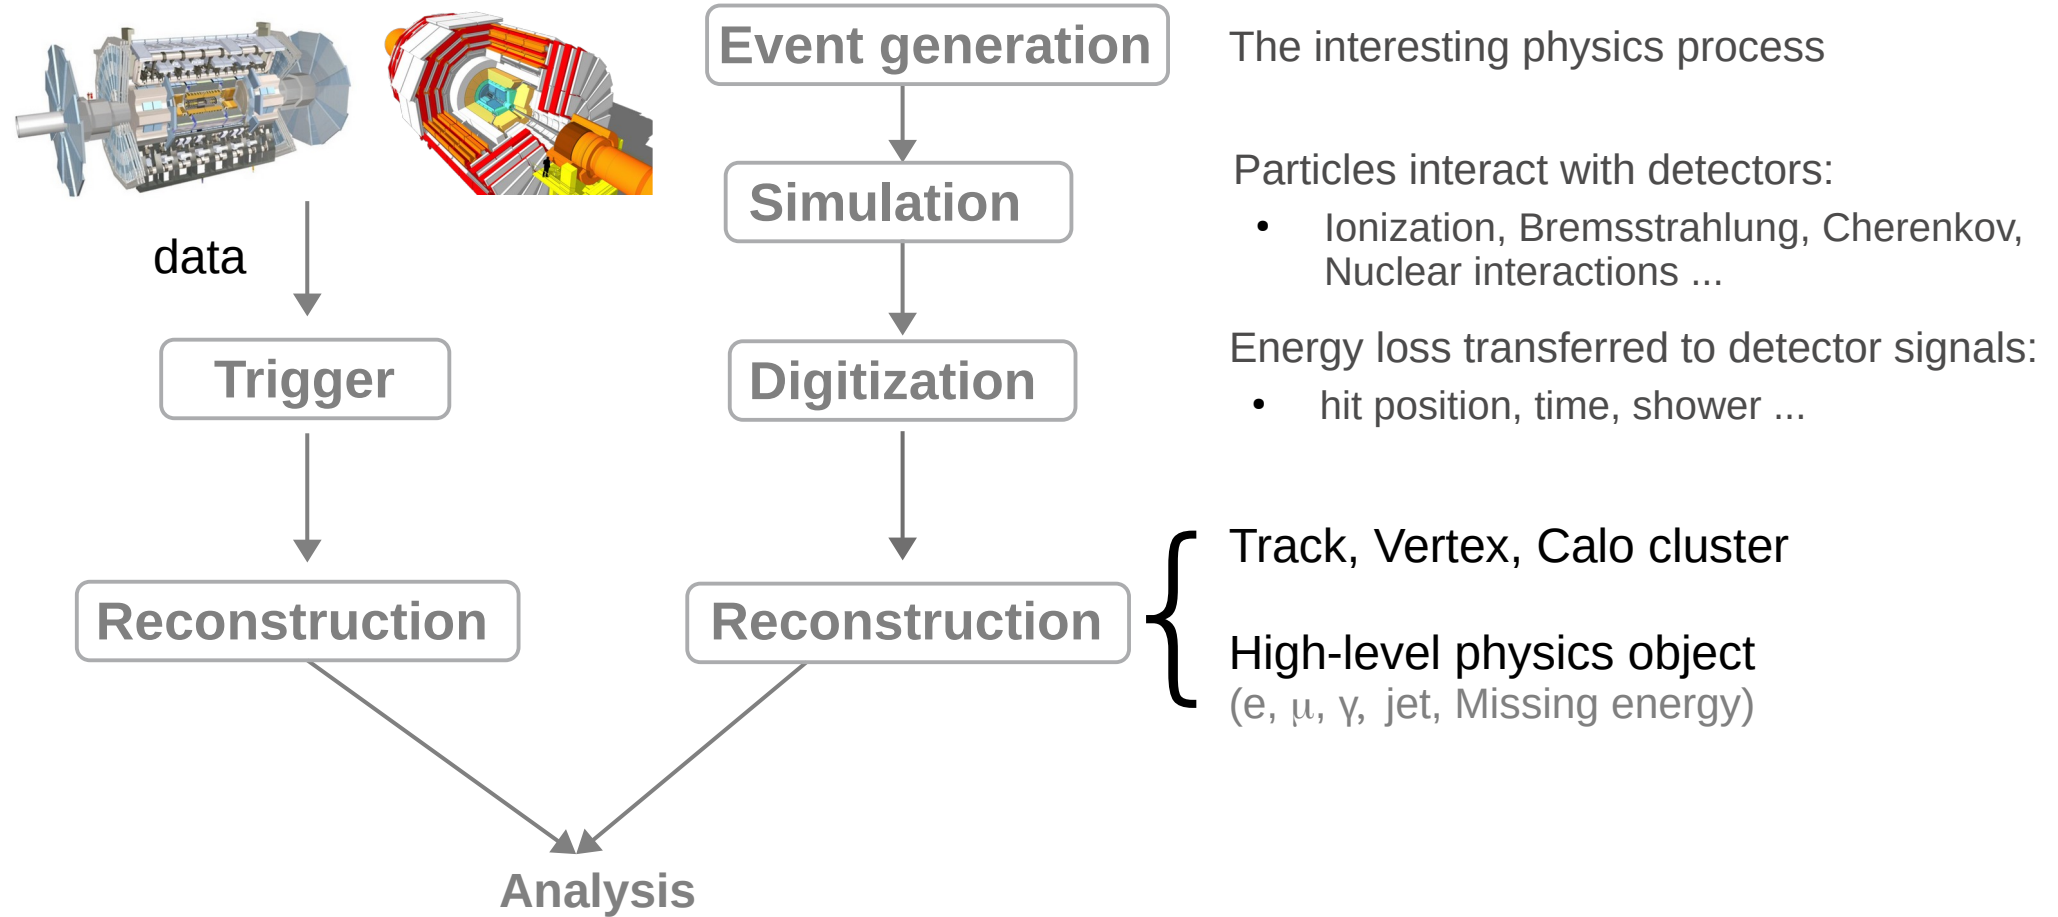 Event generation
The interesting physics process
Simulation
Particles interact with detectors:
• Ionization, Bremsstrahlung, Cherenkov,
Nuclear interactions ...
data
Trigger
Digitization
Energy loss transferred to detector signals:
• hit position, time, shower ...
Reconstruction
Reconstruction
Track, Vertex, Calo cluster
High-level physics object
(e, μ, γ, jet, Missing energy)
Analysis